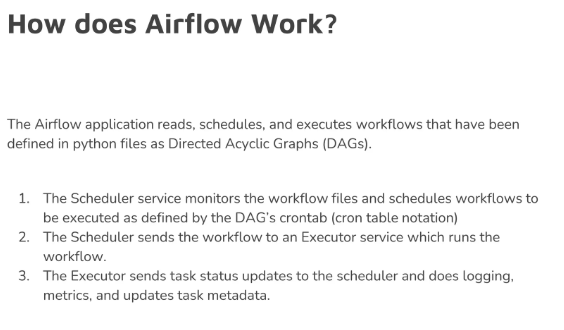 How does Airflow Work?
The Airflow application reads, schedules, and executes workflows that have been
defined in python files as Directed Acyclic Graphs (DAGs).
1. The Scheduler service monitors the workflow files and schedules workflows to
be executed as defined by the DAG's crontab (cron table notation)
2. The Scheduler sends the workflow to an Executor service which runs the
workflow.
3. The Executor sends task status updates to the scheduler and does logging,
metrics, and updates task metadata.